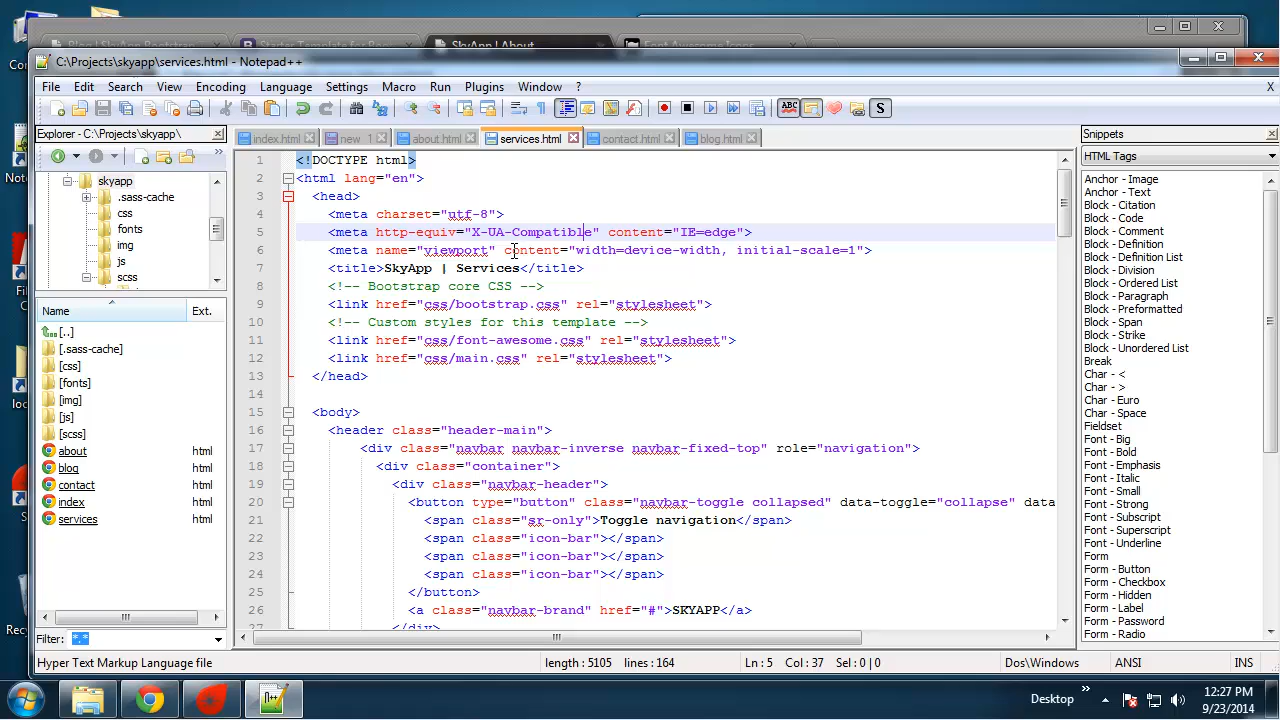 Blog | SkyApp Bootstrap
Starter Template for Boo
SkyApp | About
Font Awesome Icons
C:\Projects\skyapp\services.html - Notepad++
File Edit Search View Encoding Language Settings Macro Run Plugins Window ? X
Explorer - C:\Projects\skyapp\
index.html new 1 about.html services.html contact.html blog.html
Snippets
HTML Tags
skyapp
.sass-cache
css
fonts
img
js
scss
Name Ext.
[..]
[.sass-cache]
[css]
[fonts]
[img]
[js]
[scss]
about html
blog html
contact html
index html
services html
Filter: *.*
1 <!DOCTYPE html>
2 <html lang="en">
3 <head>
4 <meta charset="utf-8">
5 <meta http-equiv="X-UA-Compatible" content="IE=edge">
6 <meta name="viewport" content="width=device-width, initial-scale=1">
7 <title>SkyApp | Services</title>
8 <!-- Bootstrap core CSS -->
9 <link href="css/bootstrap.css" rel="stylesheet">
10 <!-- Custom styles for this template -->
11 <link href="css/font-awesome.css" rel="stylesheet">
12 <link href="css/main.css" rel="stylesheet">
13 </head>
14
15 <body>
16 <header class="header-main">
17 <div class="navbar navbar-inverse navbar-fixed-top" role="navigation">
18 <div class="container">
19 <div class="navbar-header">
20 <button type="button" class="navbar-toggle collapsed" data-toggle="collapse" data
21 <span class="sr-only">Toggle navigation</span>
22 <span class="icon-bar"></span>
23 <span class="icon-bar"></span>
24 <span class="icon-bar"></span>
25 </button>
26 <a class="navbar-brand" href="#">SKYAPP</a>
27 </div>
Anchor - Image
Anchor - Text
Block - Citation
Block - Code
Block - Comment
Block - Definition
Block - Definition List
Block - Division
Block - Ordered List
Block - Paragraph
Block - Preformatted
Block - Span
Block - Strike
Block - Unordered List
Break
Char - <
Char - >
Char - Euro
Char - Space
Fieldset
Font - Big
Font - Bold
Font - Emphasis
Font - Italic
Font - Small
Font - Strong
Font - Subscript
Font - Superscript
Font - Underline
Form
Form - Button
Form - Checkbox
Form - Hidden
Form - Label
Form - Password
Form - Radio
Hyper Text Markup Language file length : 5105 lines : 164 Ln : 5 Col : 37 Sel : 0 | 0 Dos\Windows ANSI INS
Desktop
12:27 PM
9/23/2014